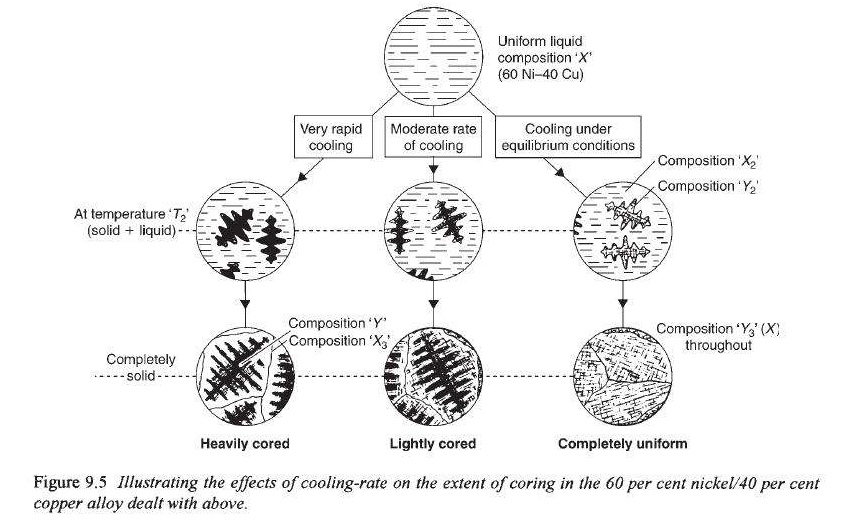 Uniform liquid
composition 'X'
(60 Ni–40 Cu)
Very rapid
cooling
Moderate rate
of cooling
Cooling under
equilibrium conditions
Composition 'X₂'
Composition 'Y₂'
At temperature 'T₂'
(solid + liquid)
Composition 'Y'
Composition 'X₃'
Composition 'Y₃' (X)
throughout
Completely
solid
Heavily cored
Lightly cored
Completely uniform
Figure 9.5 Illustrating the effects of cooling-rate on the extent of coring in the 60 per cent nickel/40 per cent
copper alloy dealt with above.